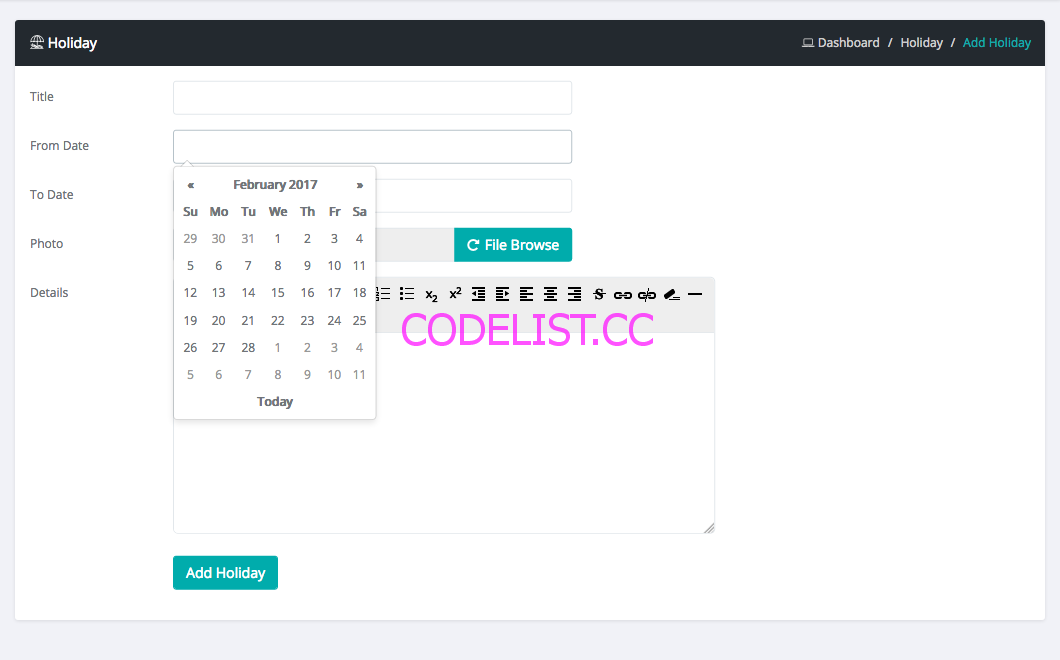 Holiday
Dashboard / Holiday / Add Holiday
Title
From Date
« February 2017 »
Su Mo Tu We Th Fr Sa
29 30 31 1 2 3 4
5 6 7 8 9 10 11
12 13 14 15 16 17 18
19 20 21 22 23 24 25
26 27 28 1 2 3 4
5 6 7 8 9 10 11
Today
To Date
Photo
File Browse
Details
x2 x2 S
CODELIST.CC
Add Holiday